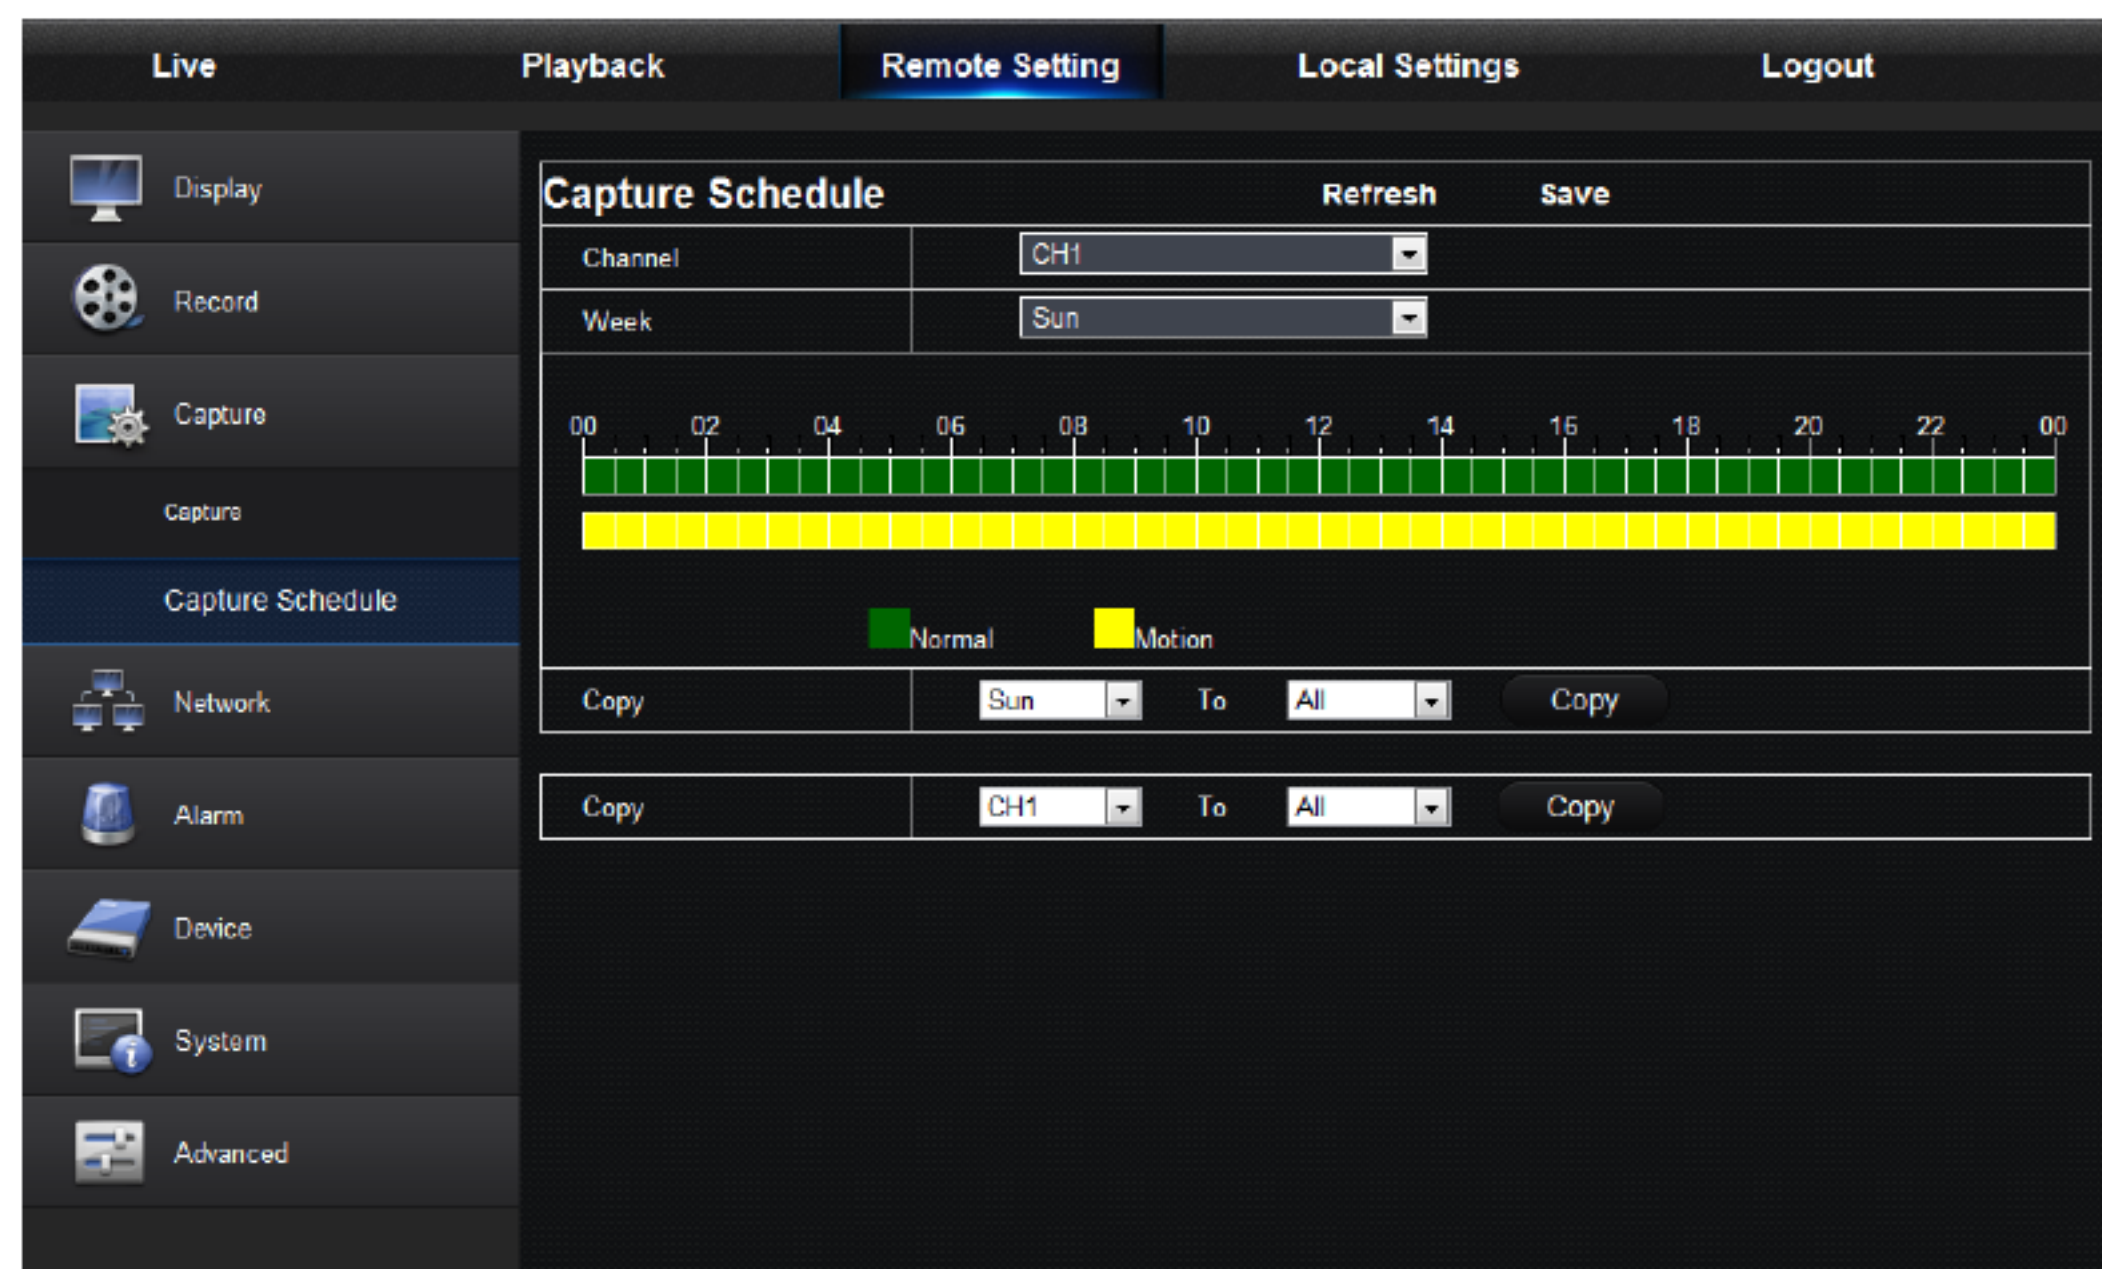 Live Playback Remote Setting Local Settings Logout
Display
Record
Capture
Capture
Capture Schedule
Network
Alarm
Device
System
Advanced
Capture Schedule Refresh Save
Channel CH1
Week Sun
00 02 04 06 08 10 12 14 16 18 20 22 00
Normal Motion
Copy Sun To All Copy
Copy CH1 To All Copy